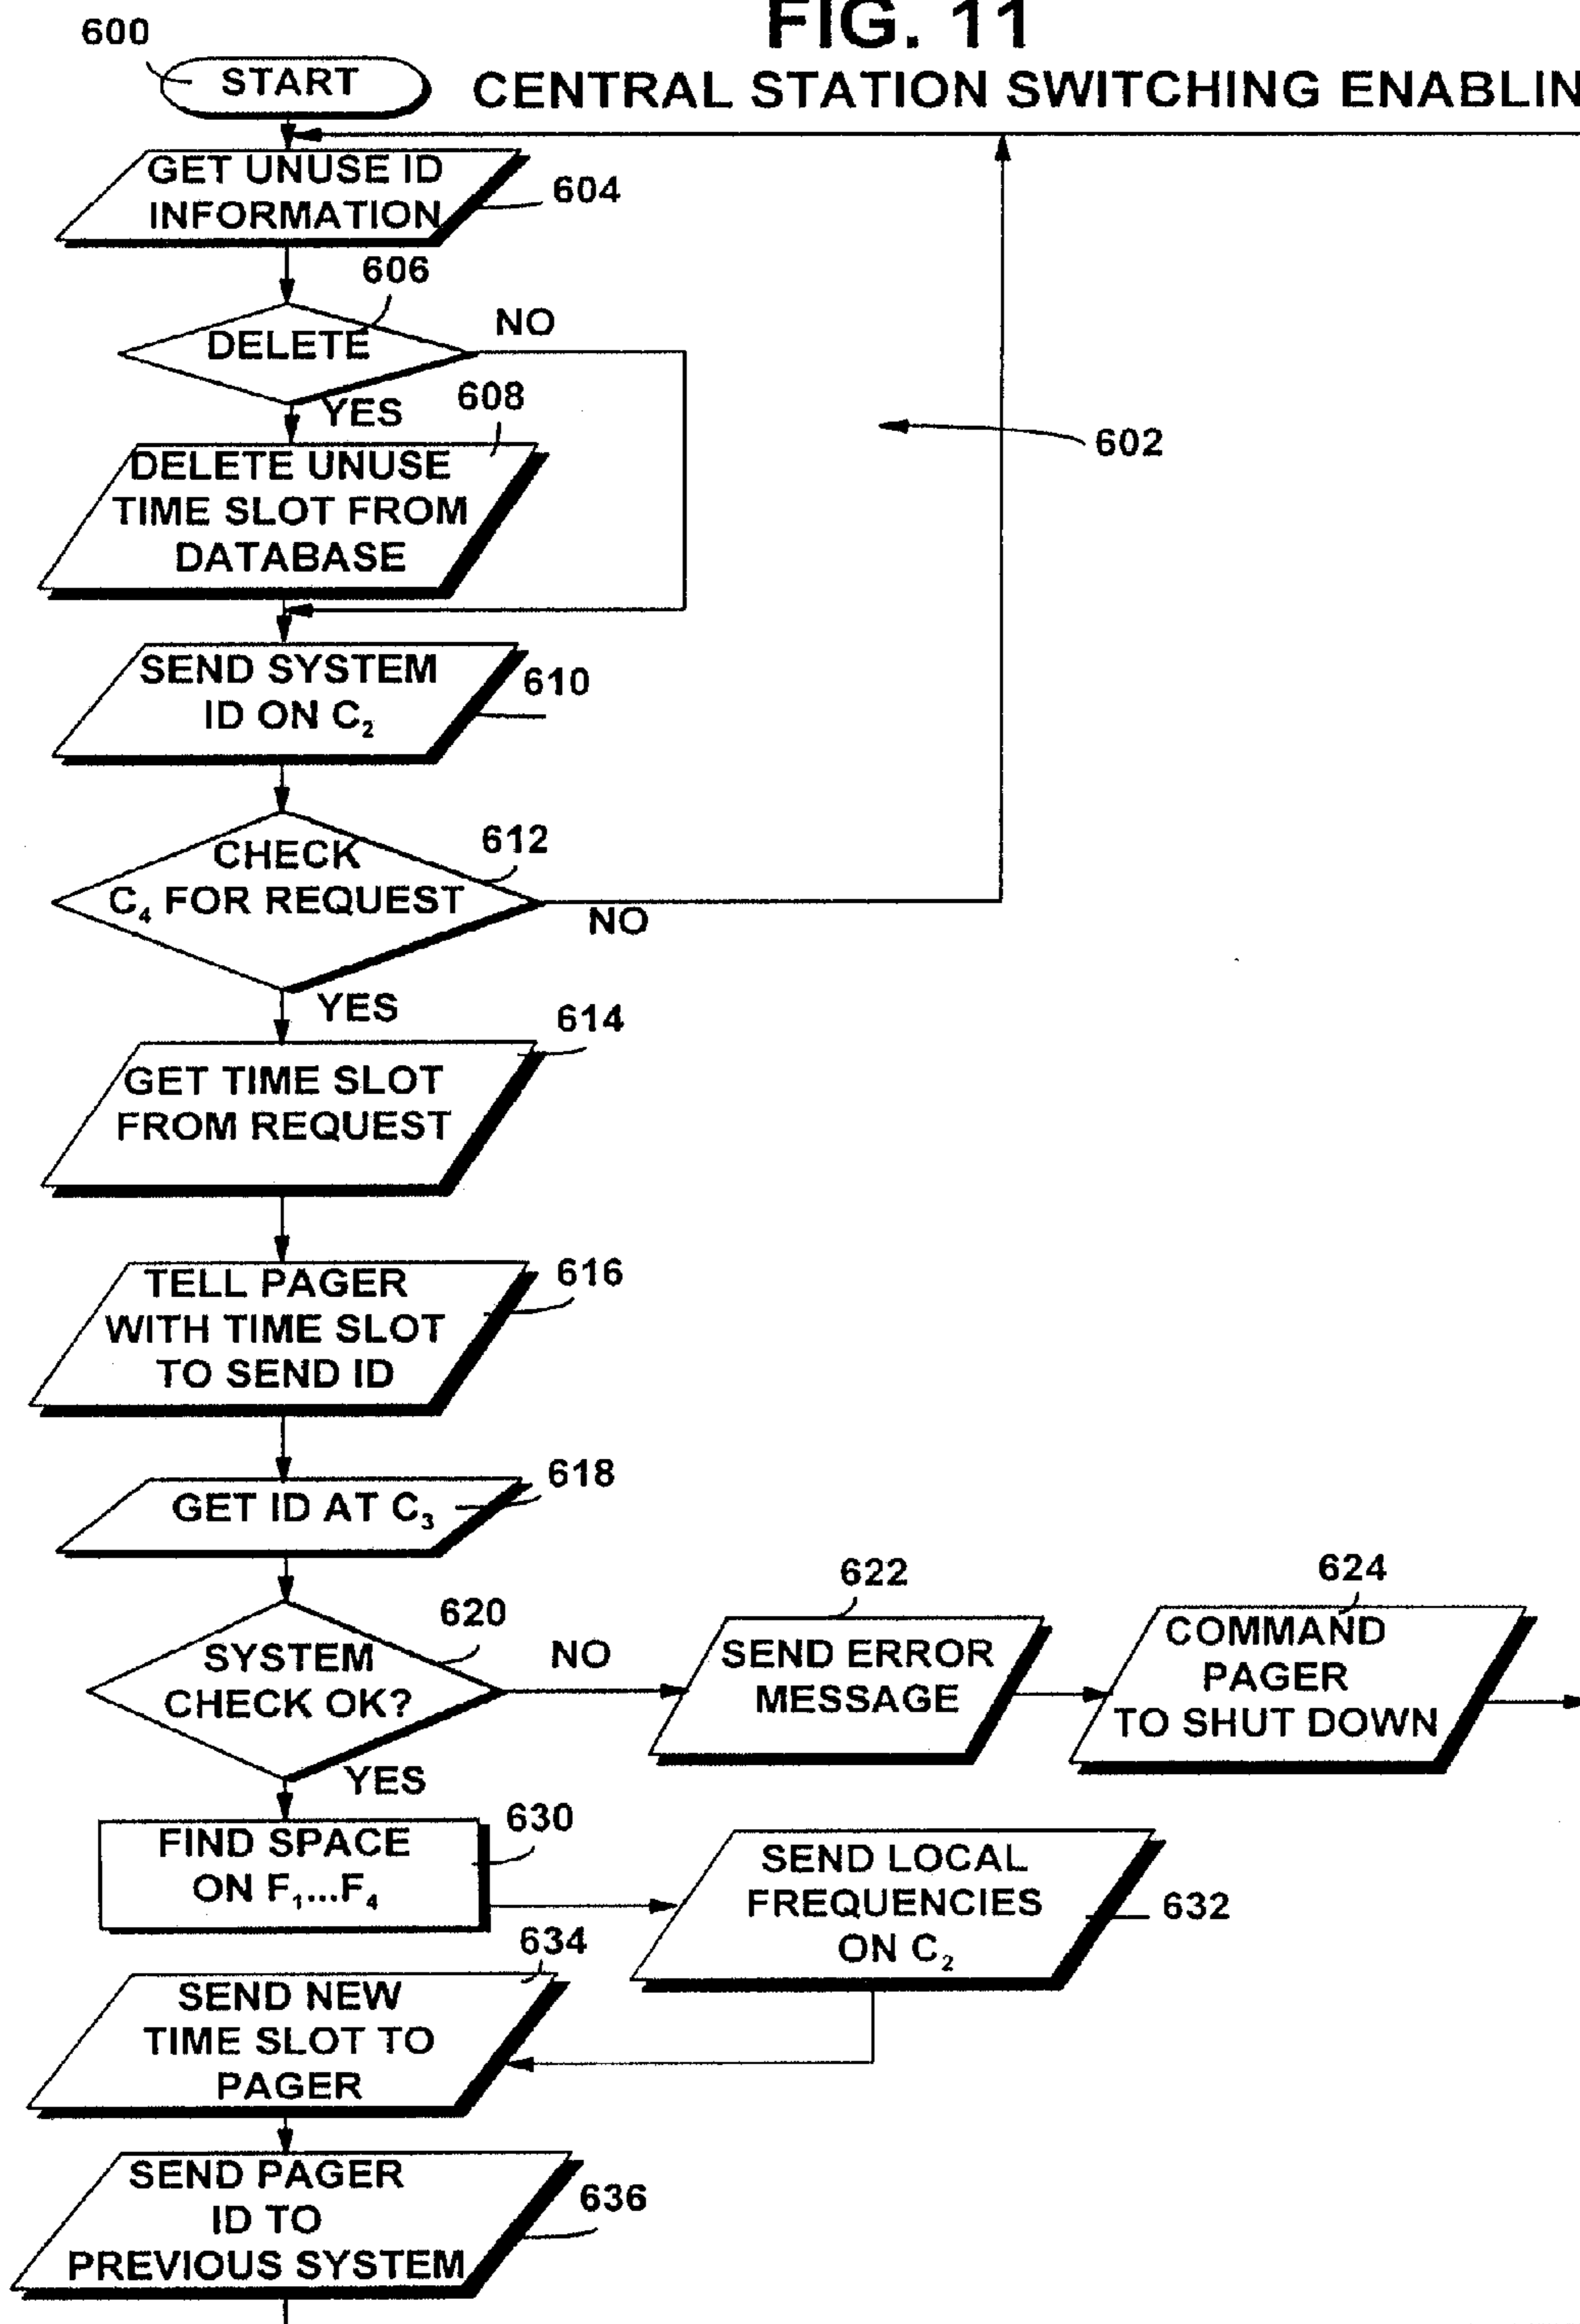 FIG. 11
600
START
CENTRAL STATION SWITCHING ENABLIN
GET UNUSE ID
INFORMATION
604
606
DELETE
NO
YES
608
602
DELETE UNUSE
TIME SLOT FROM
DATABASE
SEND SYSTEM
ID ON C₂
610
CHECK
C₄ FOR REQUEST
612
NO
YES
614
GET TIME SLOT
FROM REQUEST
TELL PAGER
WITH TIME SLOT
TO SEND ID
616
GET ID AT C₃
618
SYSTEM
CHECK OK?
620
NO
622
SEND ERROR
MESSAGE
624
COMMAND
PAGER
TO SHUT DOWN
YES
FIND SPACE
ON F₁...F₄
630
SEND LOCAL
FREQUENCIES
ON C₂
632
634
SEND NEW
TIME SLOT TO
PAGER
SEND PAGER
ID TO
PREVIOUS SYSTEM
636